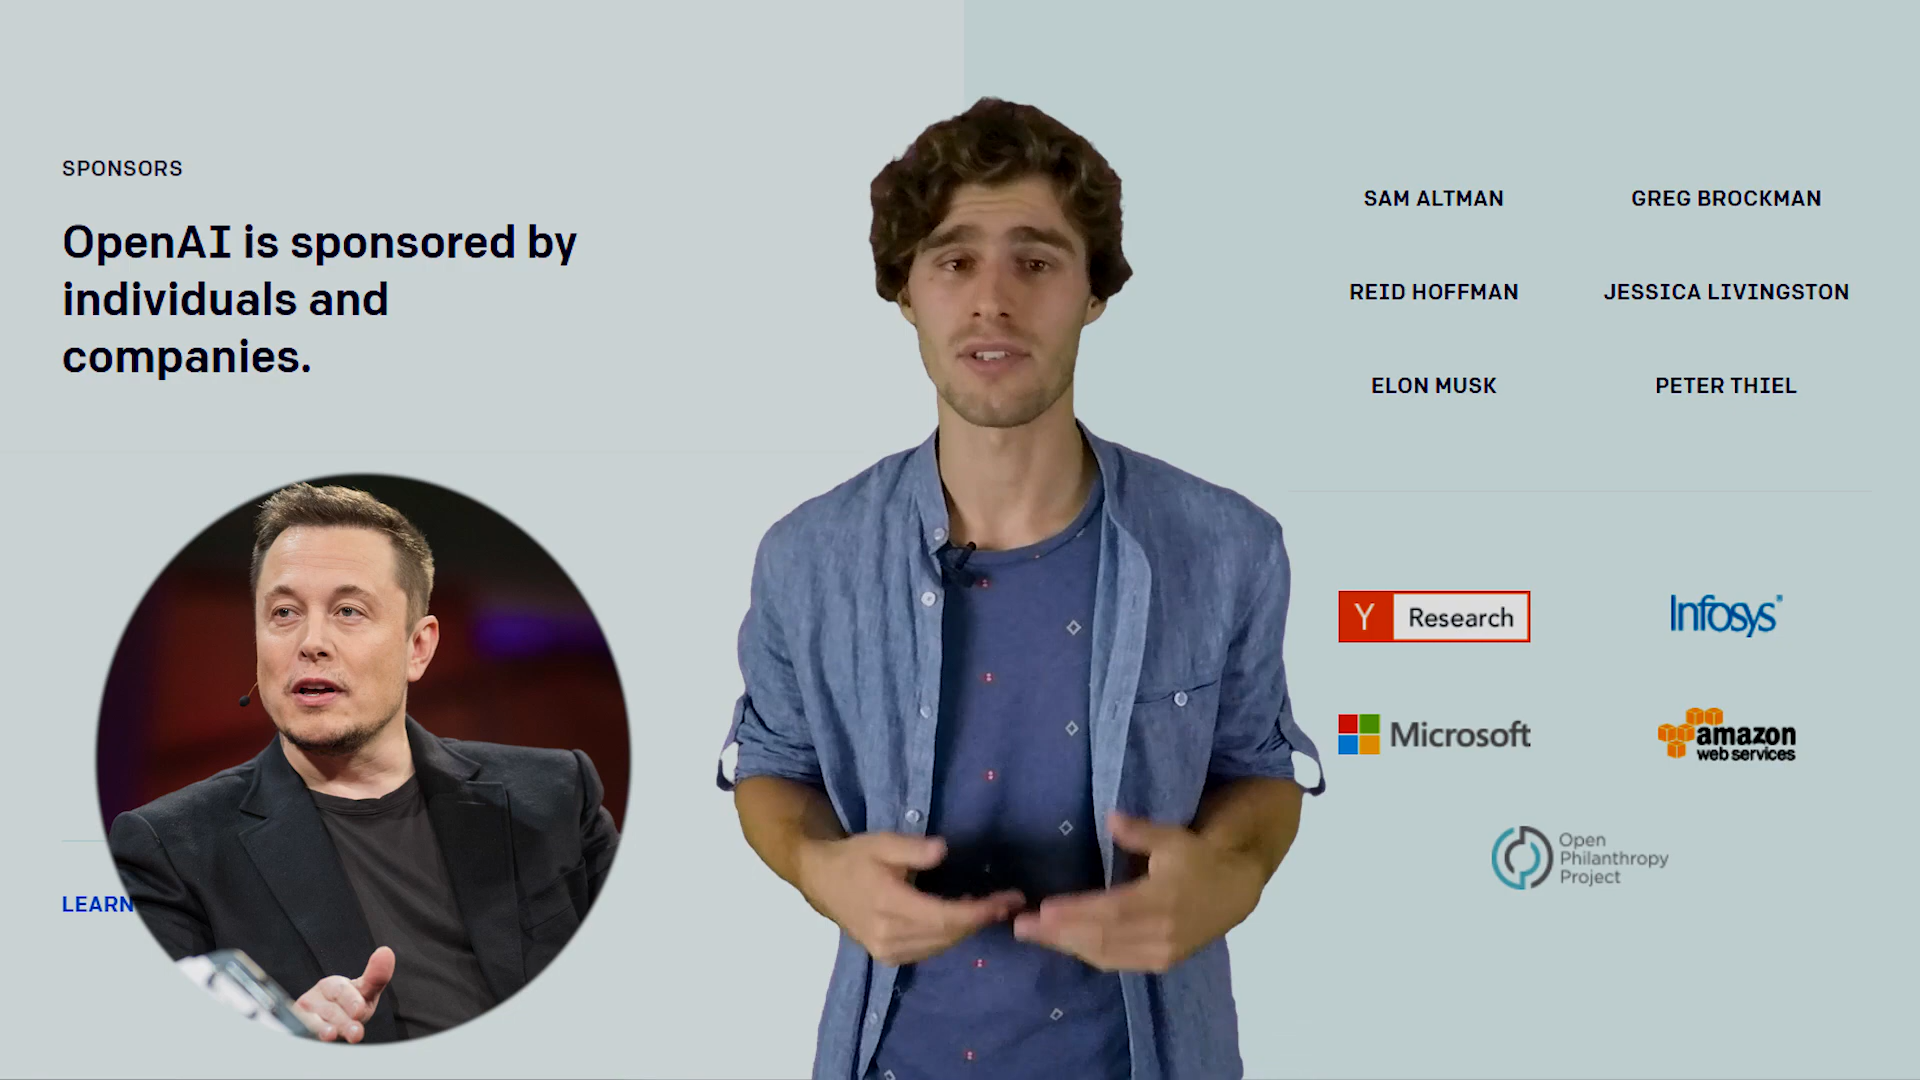 SPONSORS
OpenAI is sponsored by
individuals and
companies.
LEARN
SAM ALTMAN
GREG BROCKMAN
REID HOFFMAN
JESSICA LIVINGSTON
ELON MUSK
PETER THIEL
Y Research
Infosys®
Microsoft
amazon
web services
Open
Philanthropy
Project